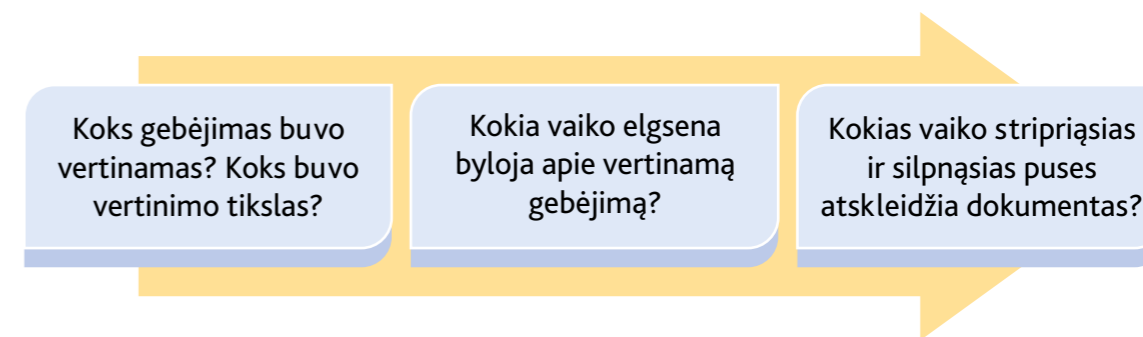 Koks gebėjimas buvo
vertinamas? Koks buvo
vertinimo tikslas?
Kokia vaiko elgsena
byloja apie vertinamą
gebėjimą?
Kokias vaiko stipriąsias
ir silpnąsias puses
atskleidžia dokumentas?